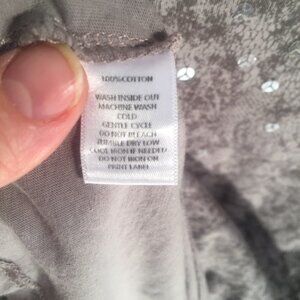 100%COTTON
WASH INSIDE OUT
MACHINE WASH
COLD
GENTLE CYCLE
DO NOT BLEACH
TUMBLE DRY LOW
COOL IRON IF NEEDED
DO NOT IRON ON
PRINT LABEL